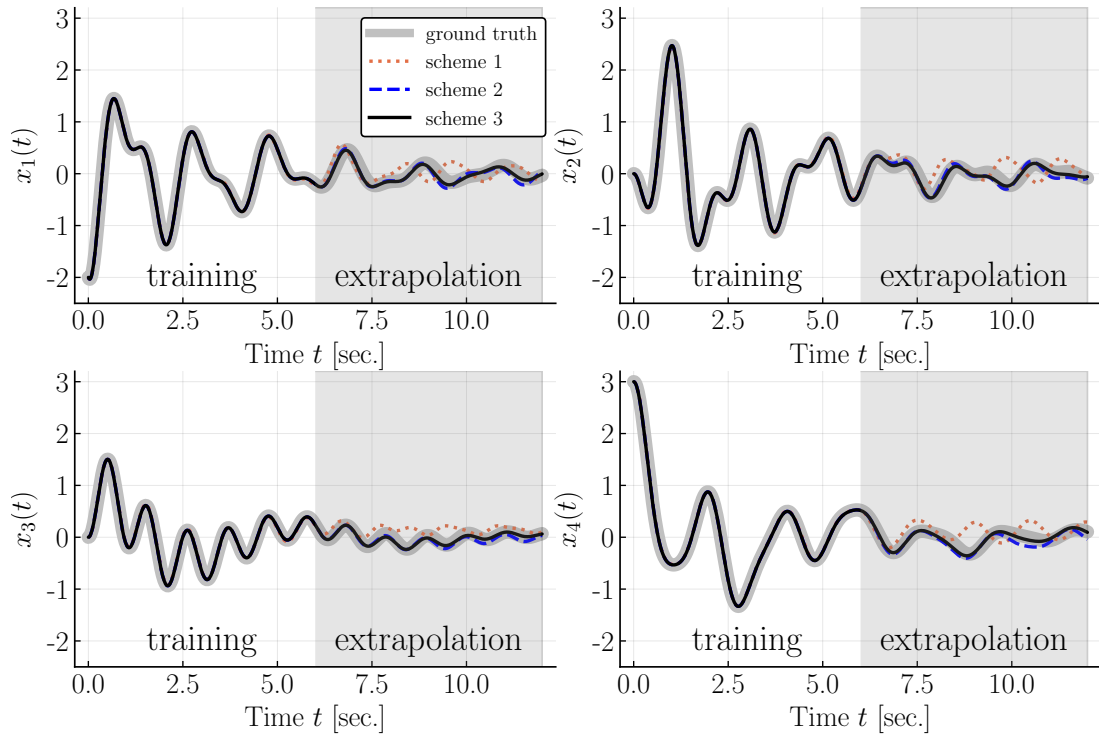 3
2
1
0
-1
-2
x₁(t)
ground truth
scheme 1
scheme 2
scheme 3
training
extrapolation
0.0 2.5 5.0 7.5 10.0
Time t [sec.]
3
2
1
0
-1
-2
x₂(t)
training
extrapolation
0.0 2.5 5.0 7.5 10.0
Time t [sec.]
3
2
1
0
-1
-2
x₃(t)
training
extrapolation
0.0 2.5 5.0 7.5 10.0
Time t [sec.]
3
2
1
0
-1
-2
x₄(t)
training
extrapolation
0.0 2.5 5.0 7.5 10.0
Time t [sec.]